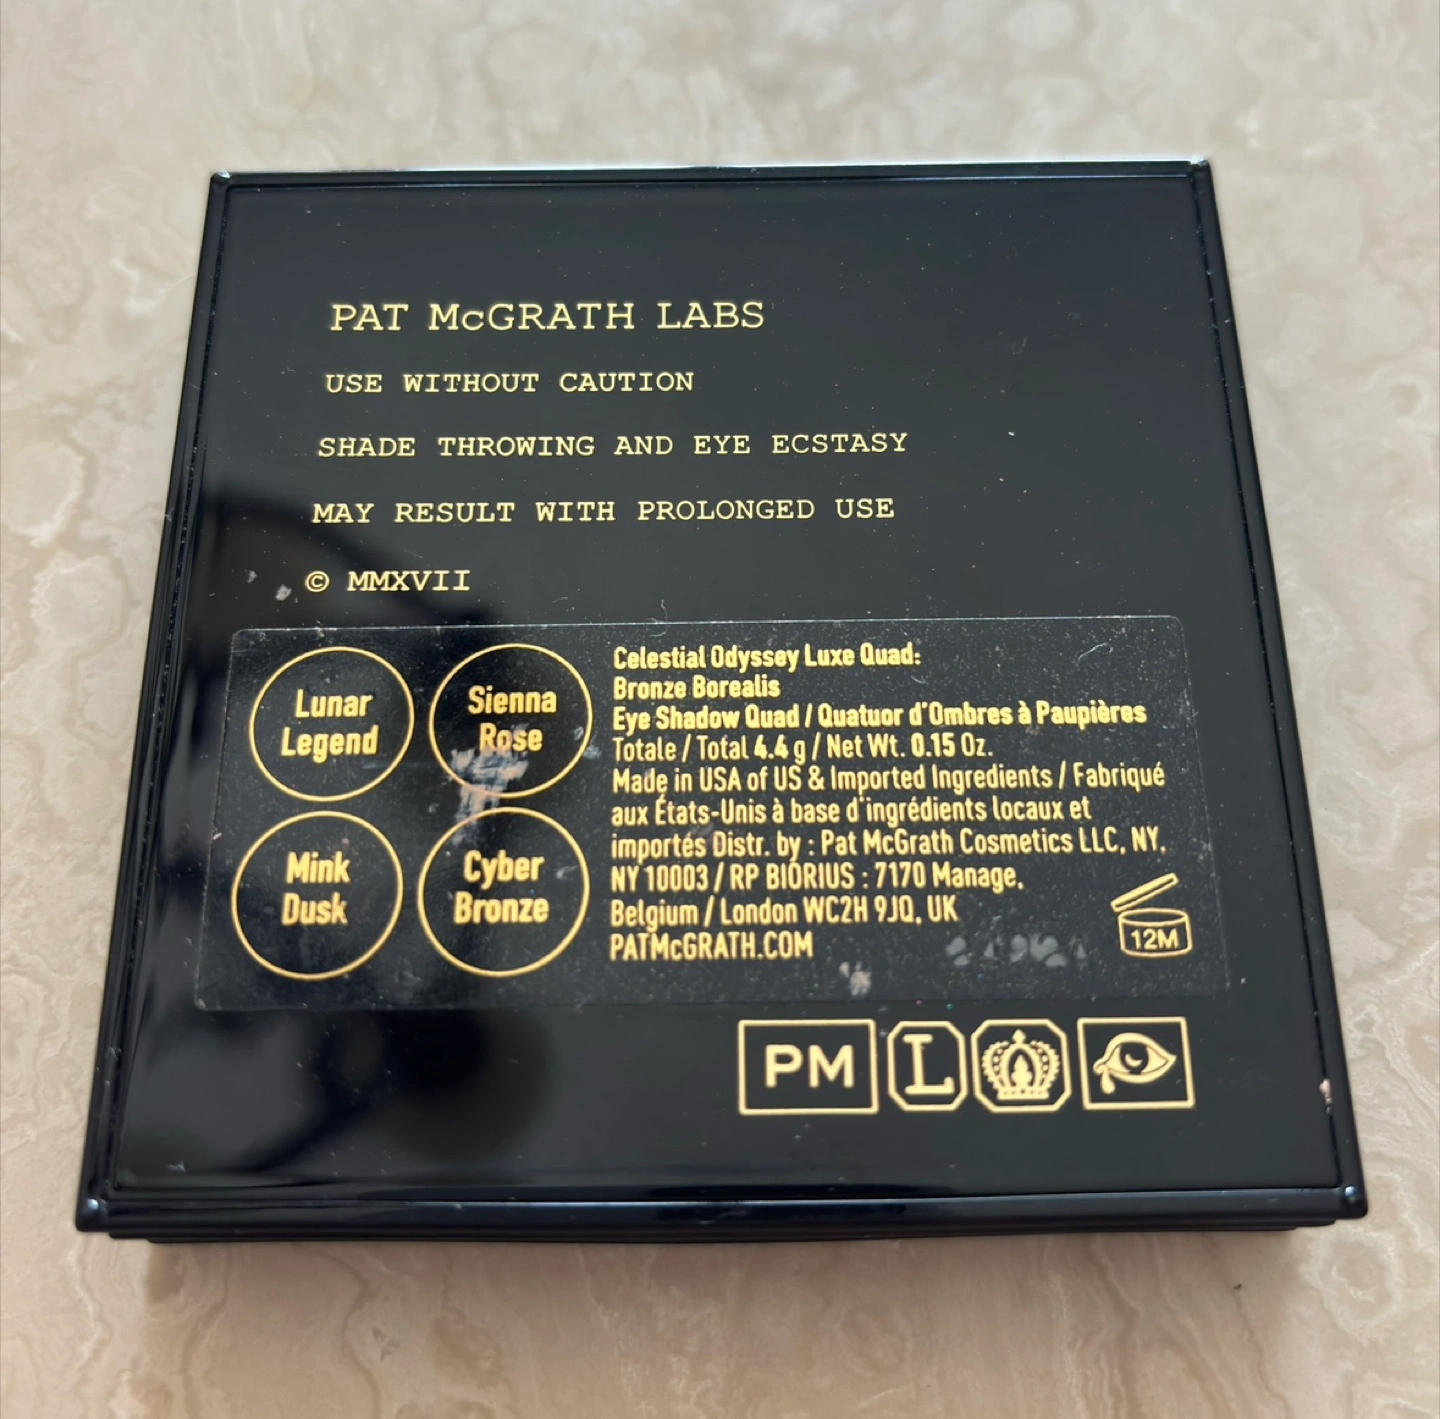 PAT McGRATH LABS
USE WITHOUT CAUTION
SHADE THROWING AND EYE ECSTASY
MAY RESULT WITH PROLONGED USE
© MMXVII
Lunar
Legend
Sienna
Rose
Mink
Dusk
Cyber
Bronze
Celestial Odyssey Luxe Quad:
Bronze Borealis
Eye Shadow Quad / Quatuor d'Ombres à Paupières
Totale / Total 4.4 g / Net Wt. 0.15 Oz.
Made in USA of US & Imported Ingredients / Fabriqué
aux États-Unis à base d'ingrédients locaux et
importés Distr. by : Pat McGrath Cosmetics LLC, NY,
NY 10003 / RP BIORIUS : 7170 Manage,
Belgium / London WC2H 9JQ, UK
PATMcGRATH.COM
12M
PM L